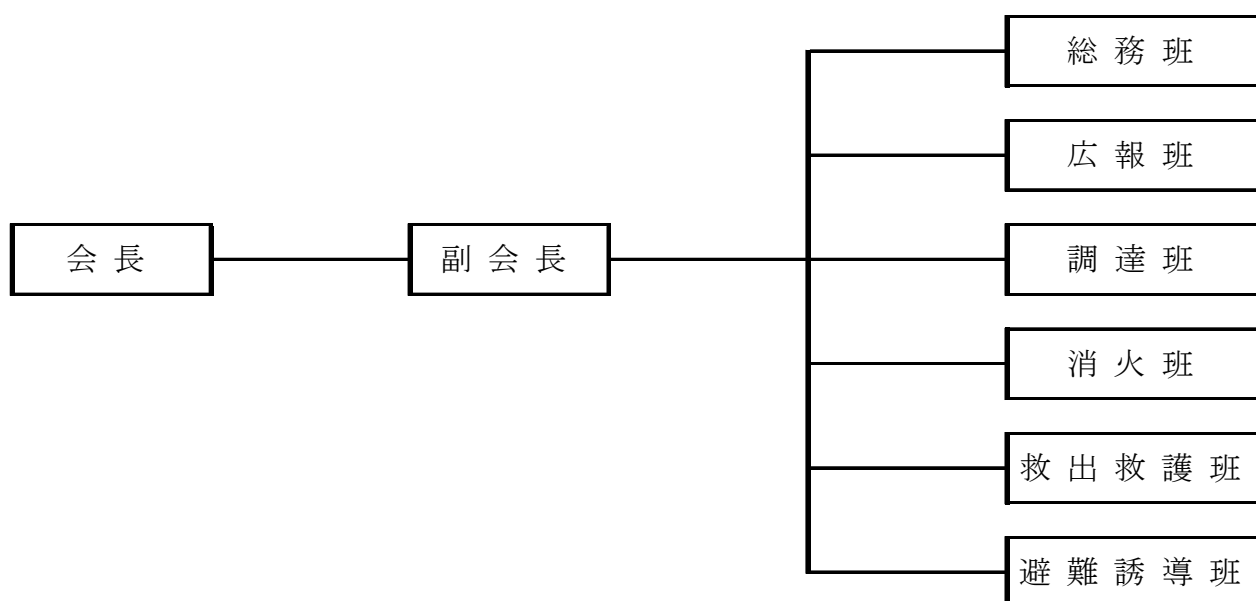 総務班
広報班
会長
副会長
調達班
消火班
救出救護班
避難誘導班